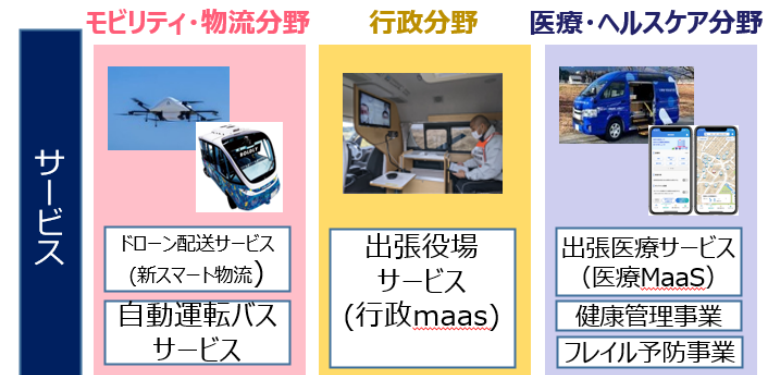 モビリティ・物流分野
行政分野
医療・ヘルスケア分野
サービス
ドローン配送サービス
(新スマート物流)
自動運転バス
サービス
出張役場
サービス
(行政maas)
出張医療サービス
(医療MaaS)
健康管理事業
フレイル予防事業